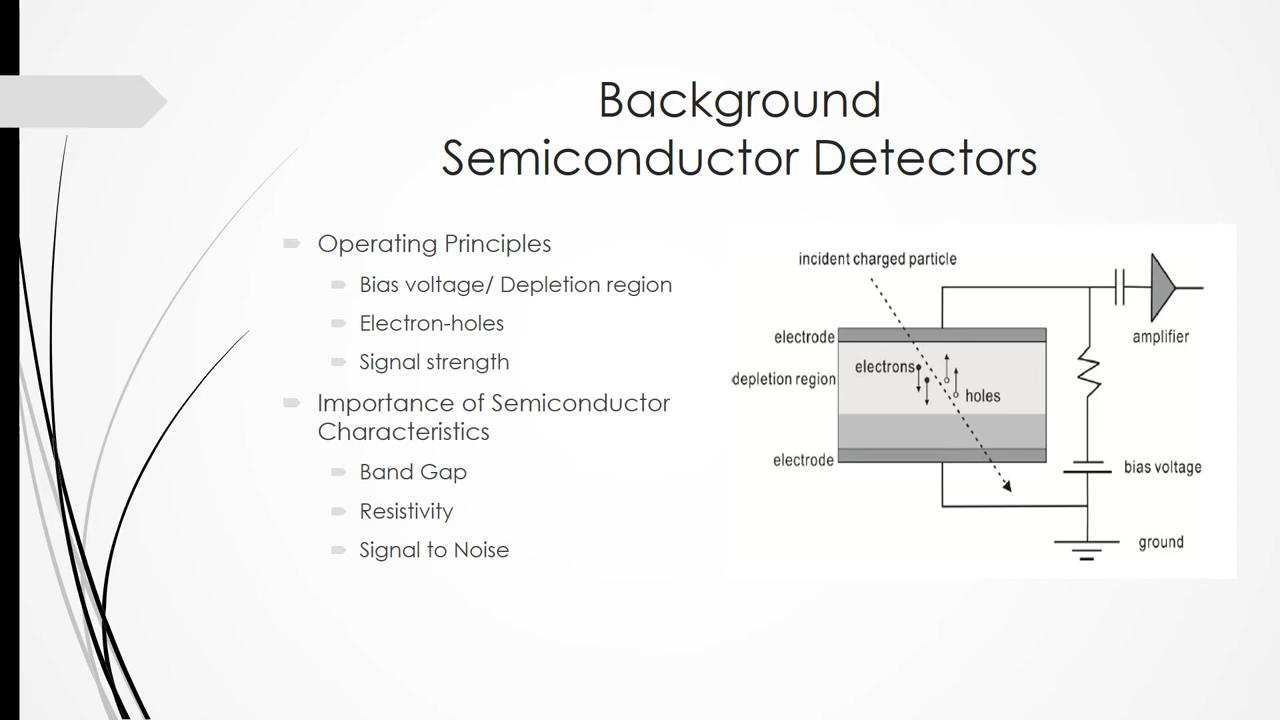 Background
Semiconductor Detectors
Operating Principles
Bias voltage/ Depletion region
Electron-holes
Signal strength
Importance of Semiconductor
Characteristics
Band Gap
Resistivity
Signal to Noise
incident charged particle
amplifier
electrode
electrons
depletion region
holes
electrode
bias voltage
ground